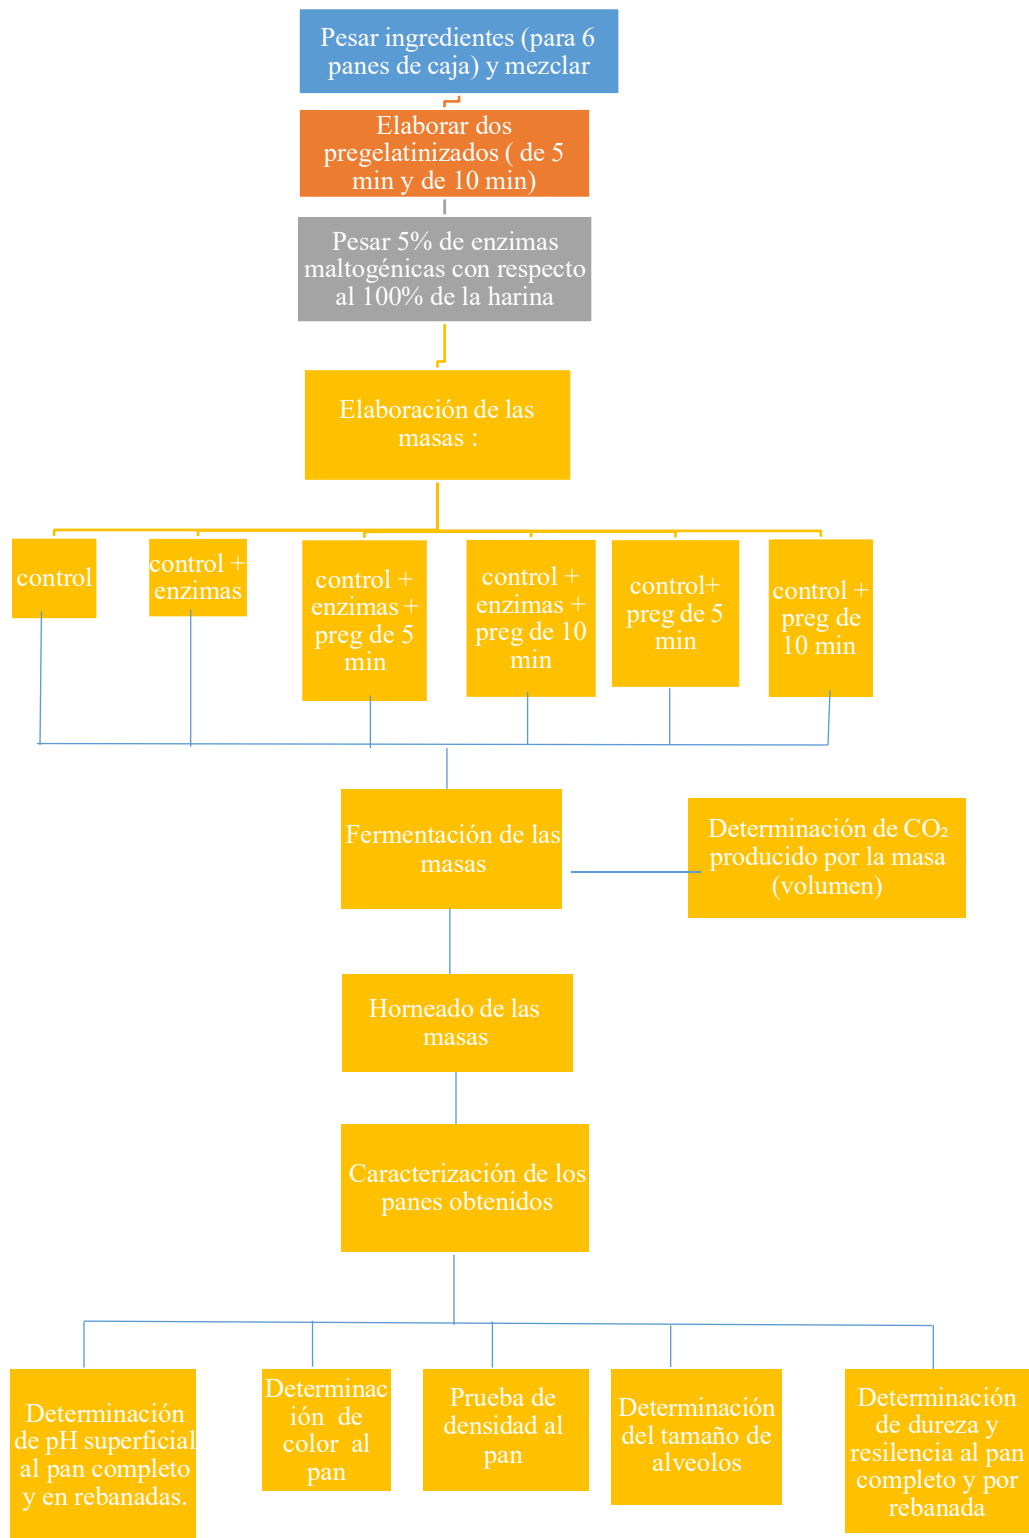 Pesar ingredientes (para 6
panes de caja) y mezclar
Elaborar dos
pregelatinizados ( de 5
min y de 10 min)
Pesar 5% de enzimas
maltogénicas con respecto
al 100% de la harina
Elaboración de las
masas :
control
control +
enzimas
control +
enzimas +
preg de 5
min
control +
enzimas +
preg de 10
min
control+
preg de 5
min
control +
preg de
10 min
Fermentación de las
masas
Determinación de CO₂
producido por la masa
(volumen)
Horneado de las
masas
Caracterización de los
panes obtenidos
Determinación
de pH superficial
al pan completo
y en rebanadas.
Determinac
ión de
color al
pan
Prueba de
densidad al
pan
Determinación
del tamaño de
alveolos
Determinación
de dureza y
resilencia al pan
completo y por
rebanada